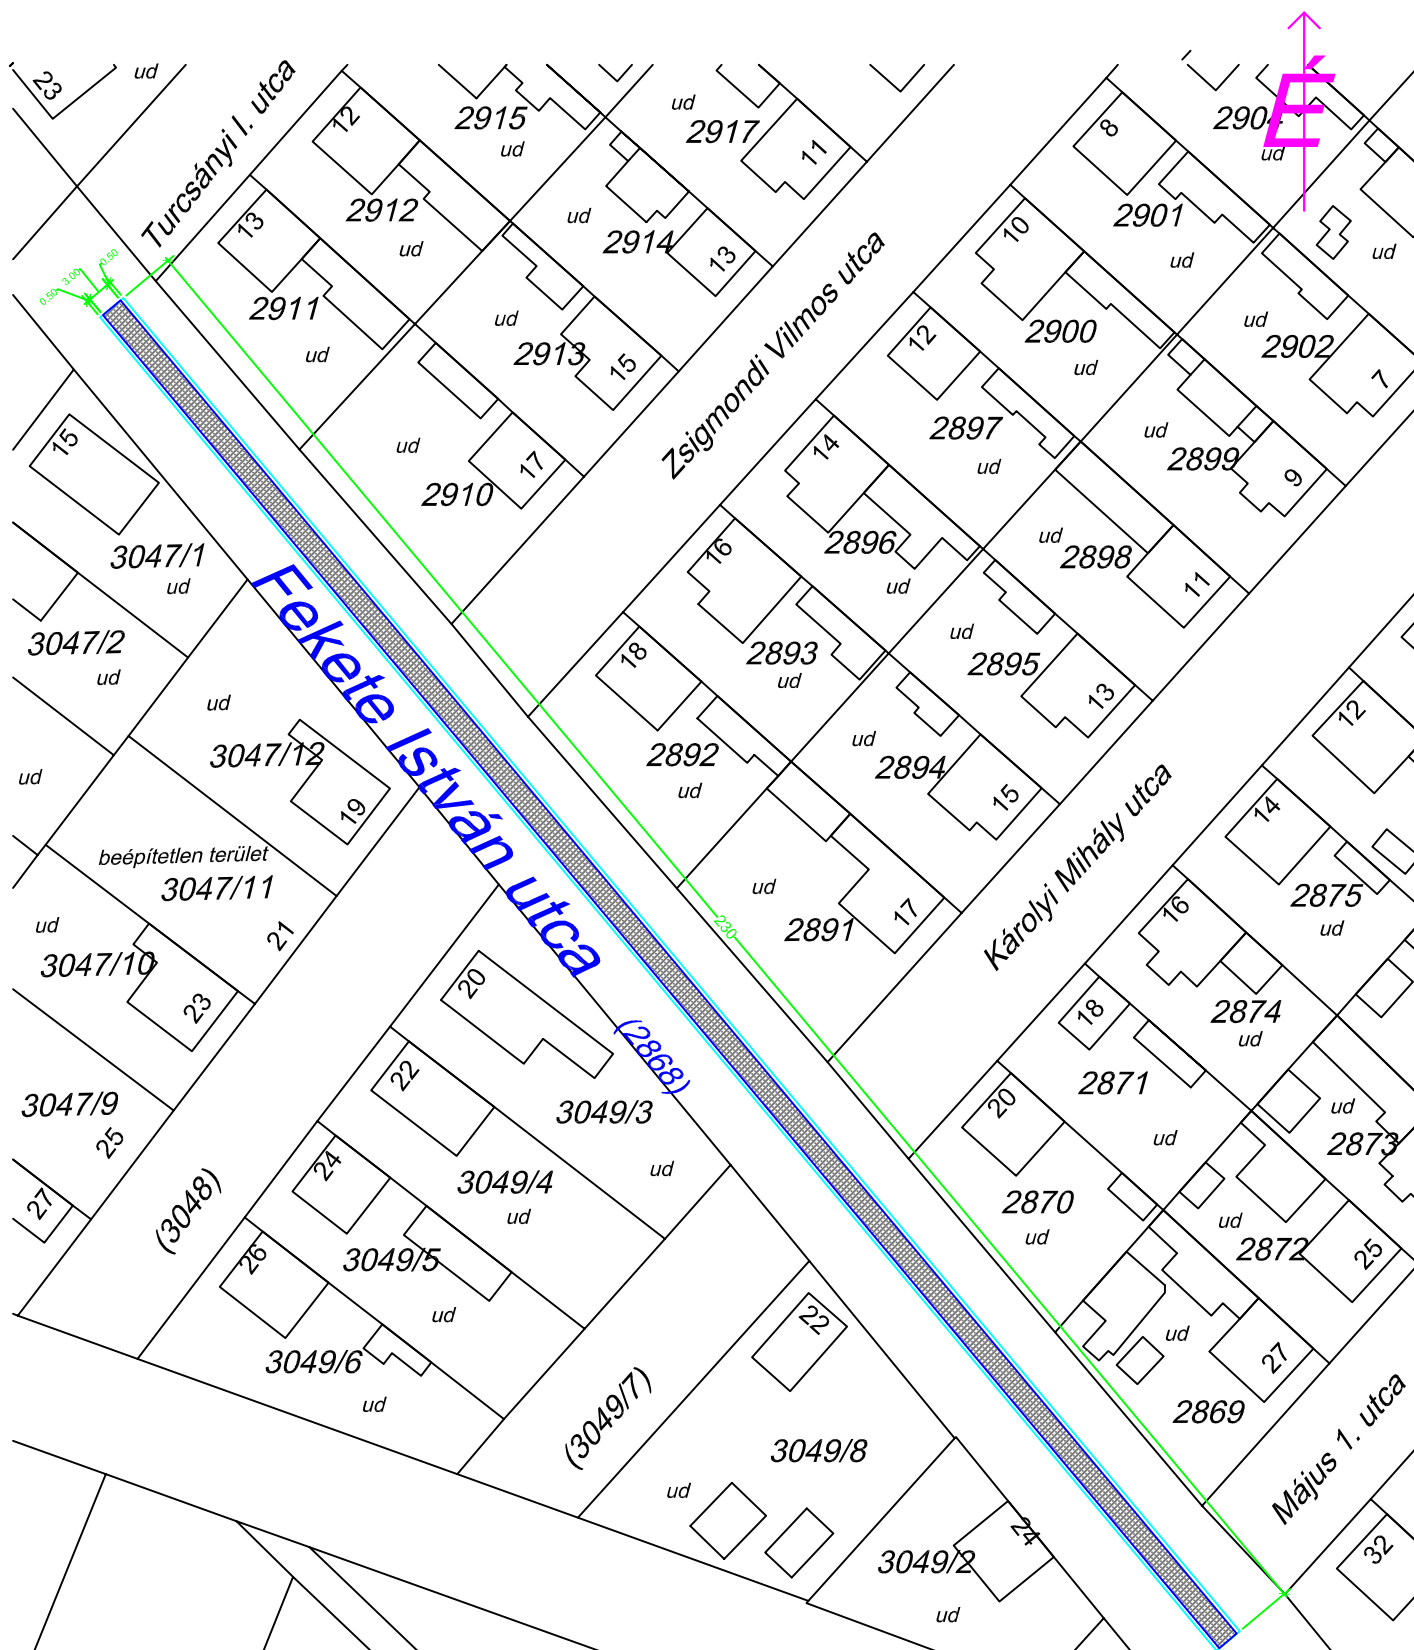 23
ud
Turcsányi I. utca
12
2915
ud
ud
2917
11
8
2904
ud
É
13
2912
ud
ud
2914
13
10
2901
ud
ud
0.50
3.00
0.50
2911
ud
ud
2913
15
Zsigmondi Vilmos utca
12
2900
ud
ud
2902
7
15
ud
2910
17
14
2897
ud
ud
2899
9
3047/1
ud
16
2896
ud
ud
2898
11
3047/2
ud
Fekete István utca
18
2893
ud
ud
2895
13
ud
3047/12
19
2892
ud
ud
2894
15
12
ud
beépítetlen terület
3047/11
21
ud
2891
17
Károlyi Mihály utca
14
2875
ud
ud
3047/10
23
20
230
16
2874
ud
(2868)
18
3047/9
25
22
3049/3
ud
20
2871
ud
ud
2873
27
(3048)
24
3049/4
ud
2870
ud
ud
2872
25
26
3049/5
ud
3049/6
ud
22
ud
27
2869
(3049/7)
3049/8
ud
Május 1. utca
24
3049/2
ud
32